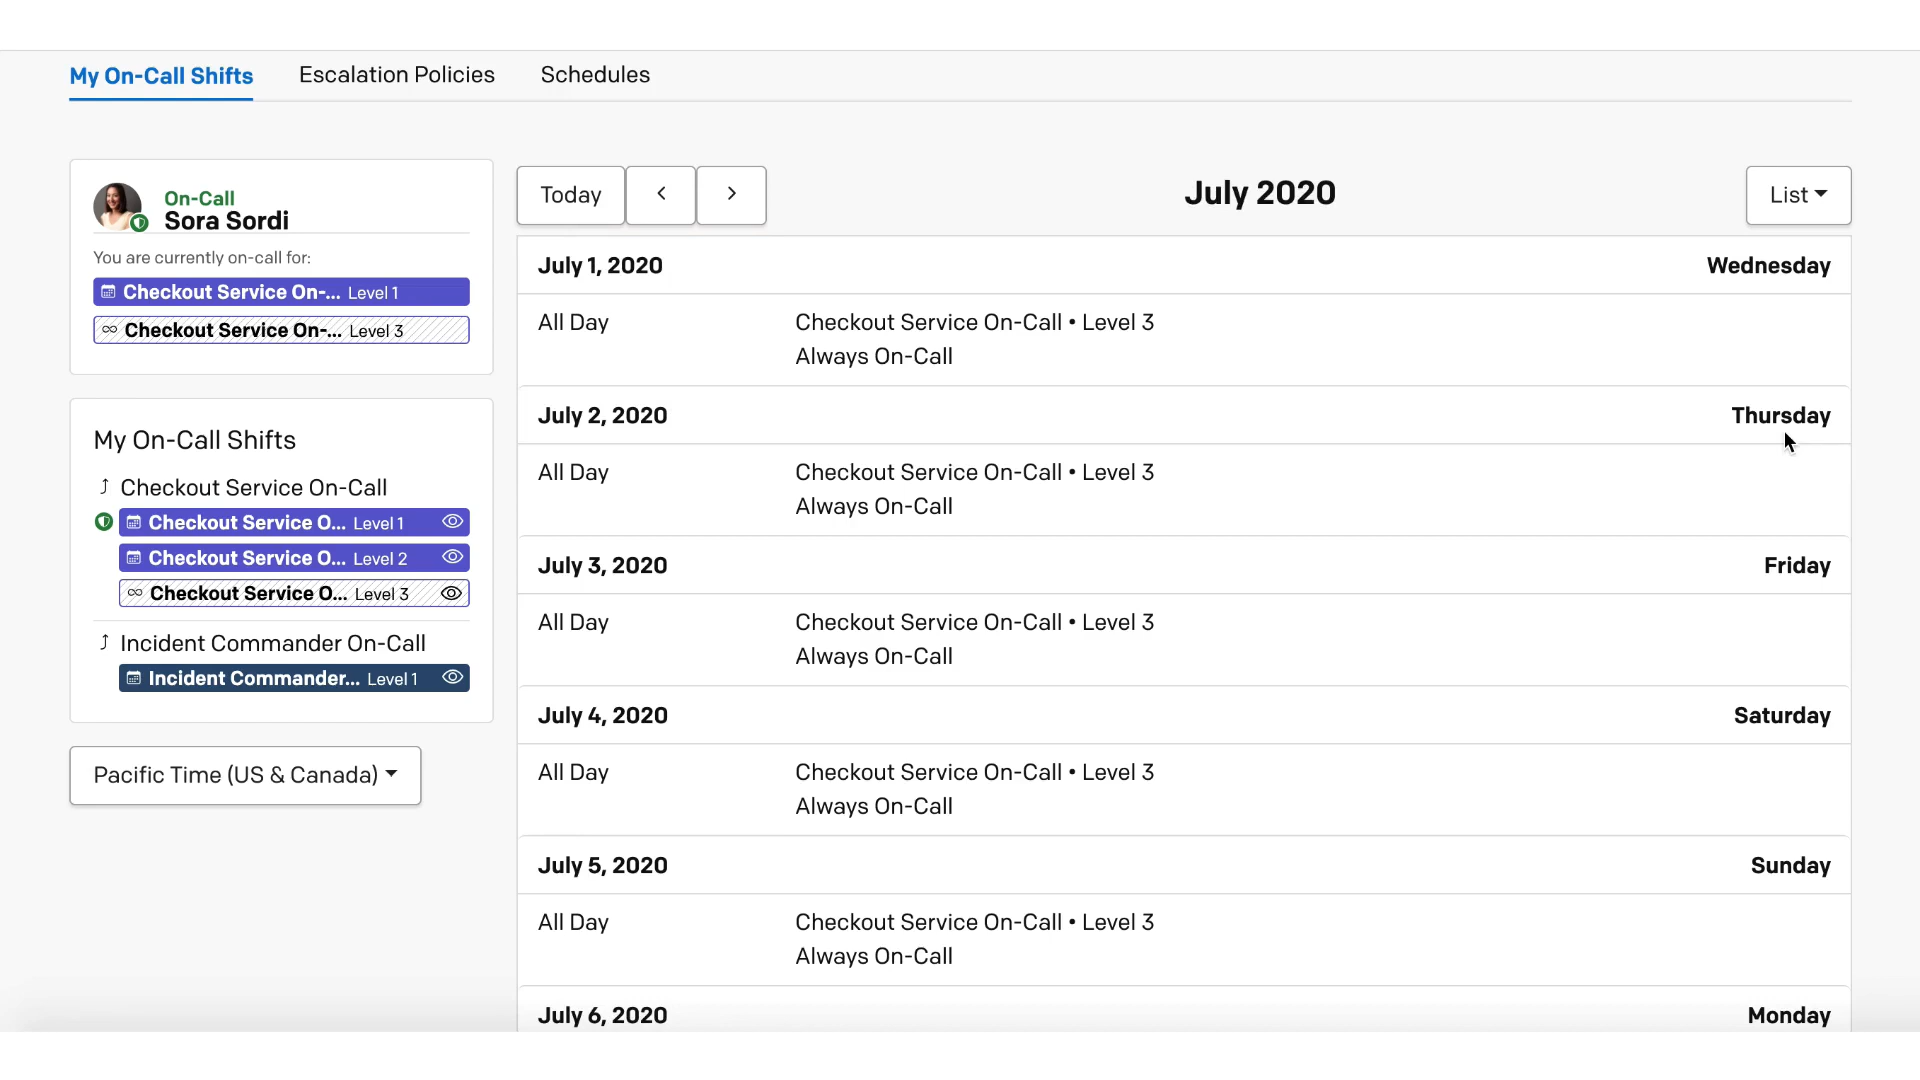 My On-Call Shifts
Escalation Policies
Schedules
On-Call
Sora Sordi
You are currently on-call for:
Checkout Service On-... Level 1
Checkout Service On-... Level 3
My On-Call Shifts
Checkout Service On-Call
Checkout Service O... Level 1
Checkout Service O... Level 2
Checkout Service O... Level 3
Incident Commander On-Call
Incident Commander... Level 1
Pacific Time (US & Canada)
Today
July 2020
List
July 1, 2020 Wednesday
All Day Checkout Service On-Call • Level 3
Always On-Call
July 2, 2020 Thursday
All Day Checkout Service On-Call • Level 3
Always On-Call
July 3, 2020 Friday
All Day Checkout Service On-Call • Level 3
Always On-Call
July 4, 2020 Saturday
All Day Checkout Service On-Call • Level 3
Always On-Call
July 5, 2020 Sunday
All Day Checkout Service On-Call • Level 3
Always On-Call
July 6, 2020 Monday